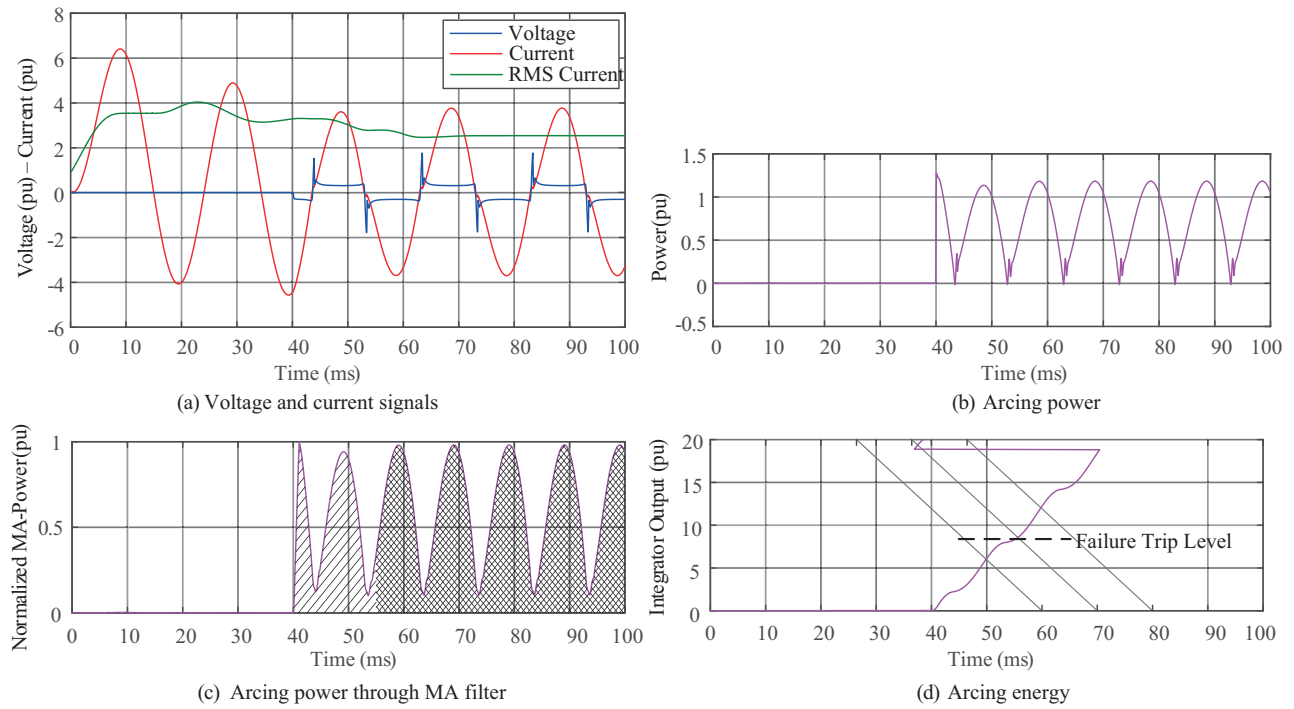 8
6
4
2
0
-2
-4
-6
Voltage (pu) – Current (pu)
Voltage
Current
RMS Current
0 10 20 30 40 50 60 70 80 90 100
Time (ms)
(a) Voltage and current signals
1.5
1
0.5
0
-0.5
Power(pu)
0 10 20 30 40 50 60 70 80 90 100
Time (ms)
(b) Arcing power
1
0.5
0
Normalized MA-Power(pu)
0 10 20 30 40 50 60 70 80 90 100
Time (ms)
(c) Arcing power through MA filter
20
15
10
5
0
Integrator Output (pu)
Failure Trip Level
0 10 20 30 40 50 60 70 80 90 100
Time (ms)
(d) Arcing energy